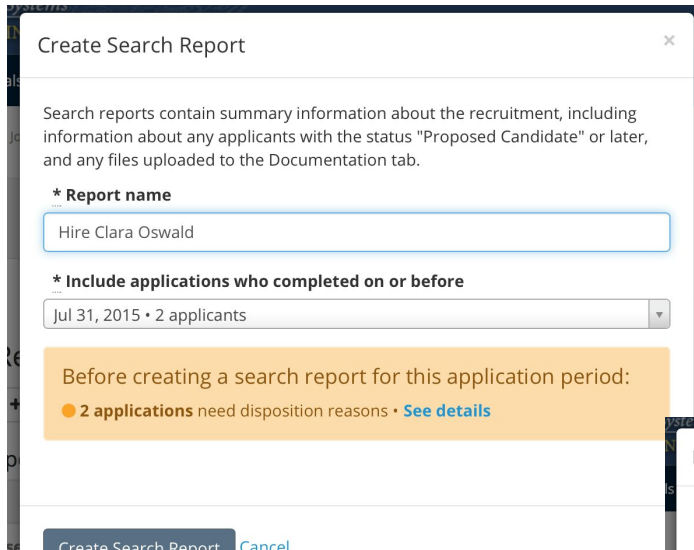 ystems
Create Search Report
×
Search reports contain summary information about the recruitment, including
information about any applicants with the status "Proposed Candidate" or later,
and any files uploaded to the Documentation tab.
* Report name
Hire Clara Oswald
* Include applications who completed on or before
Jul 31, 2015 • 2 applicants
Before creating a search report for this application period:
2 applications need disposition reasons • See details
Create Search Report Cancel